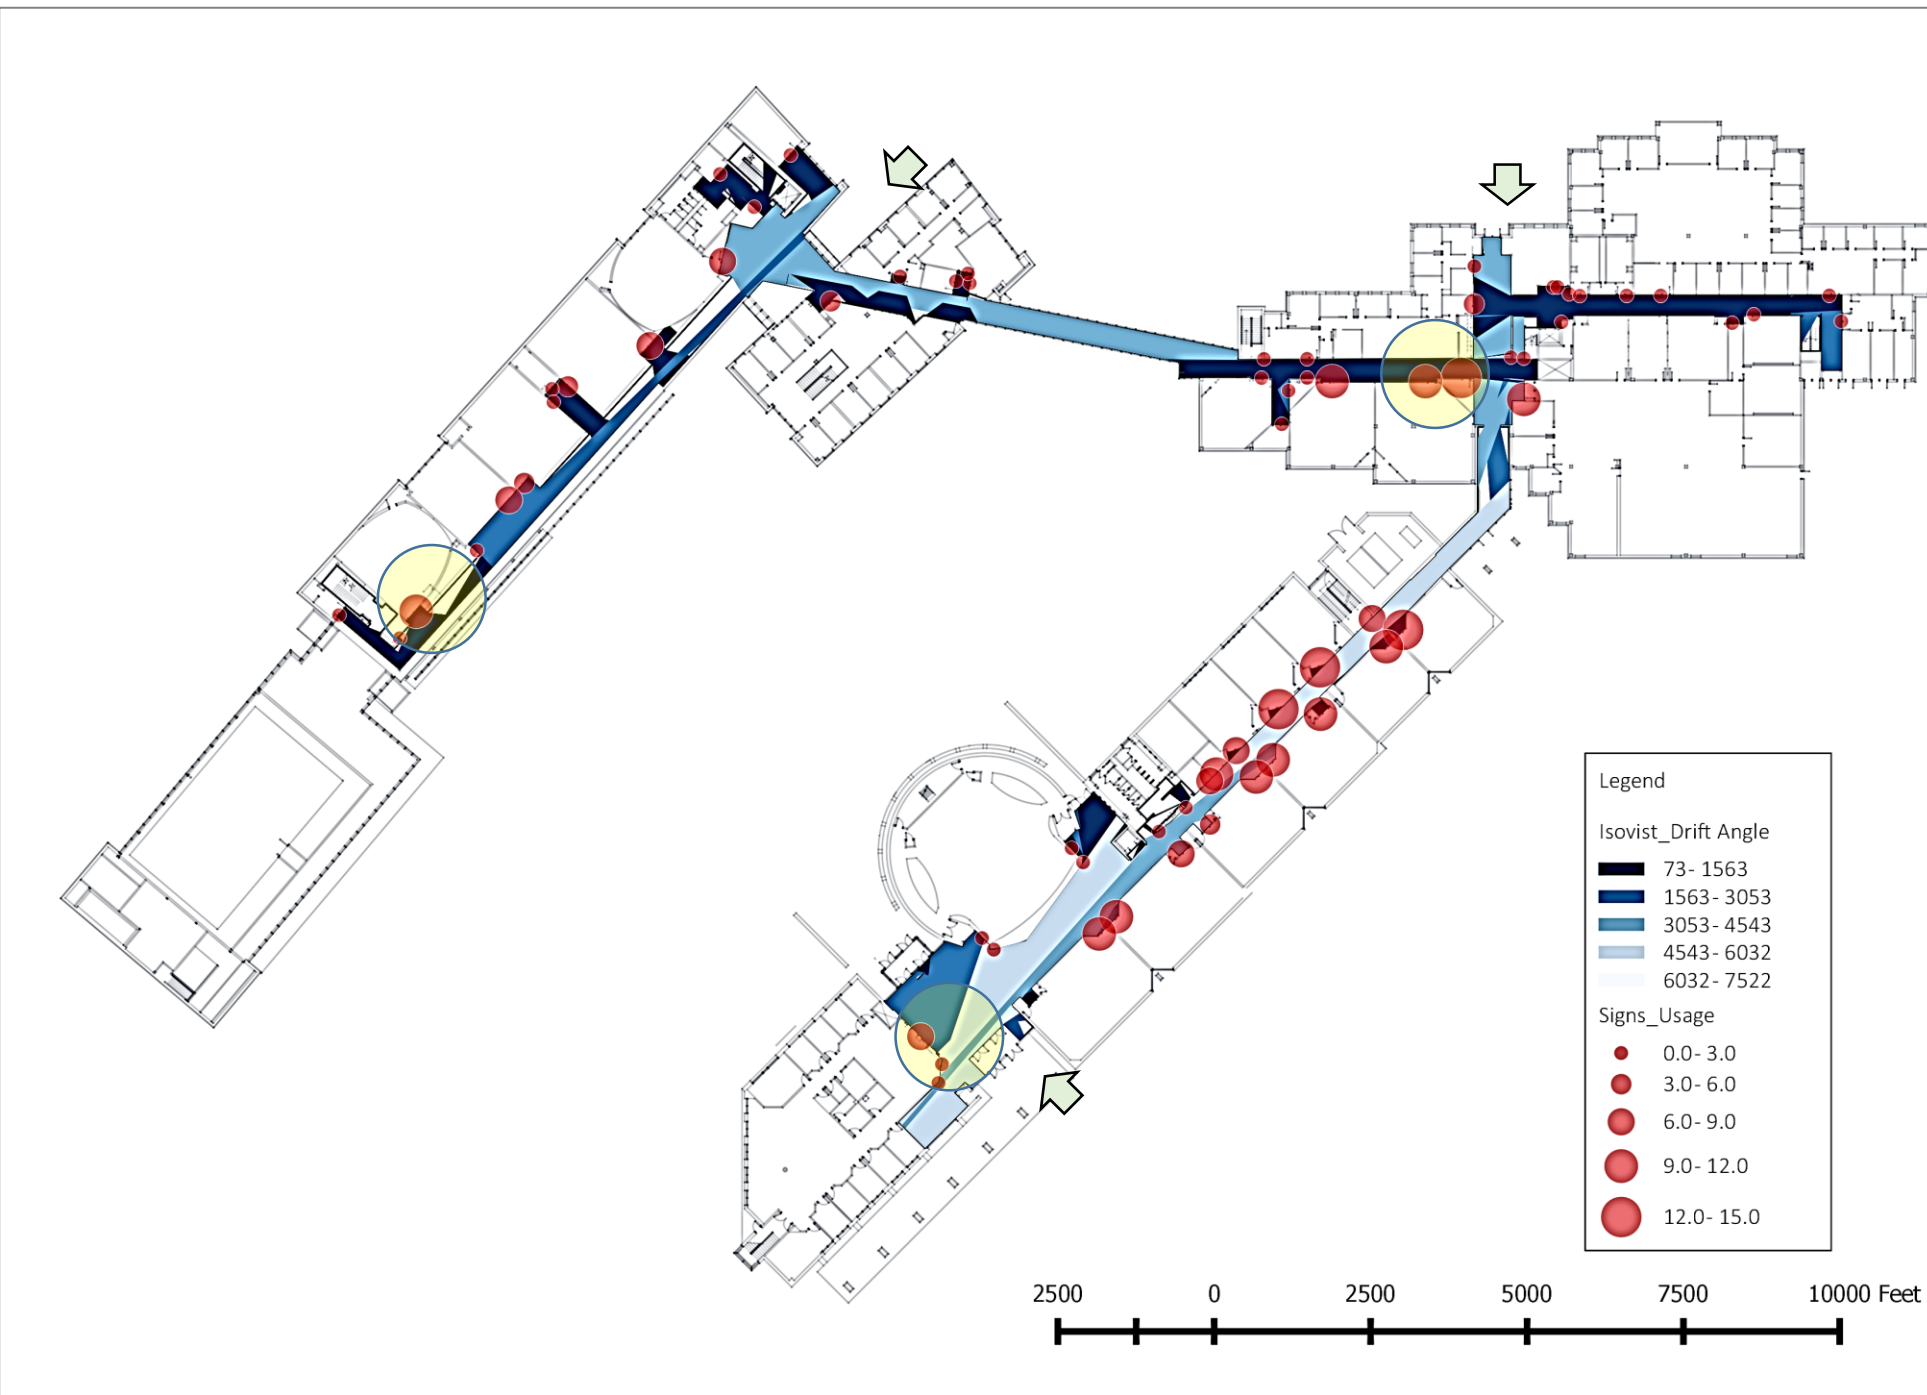 Legend
Isovist_Drift Angle
73- 1563
1563- 3053
3053- 4543
4543- 6032
6032- 7522
Signs_Usage
0.0- 3.0
3.0- 6.0
6.0- 9.0
9.0- 12.0
12.0- 15.0
2500 0 2500 5000 7500 10000 Feet